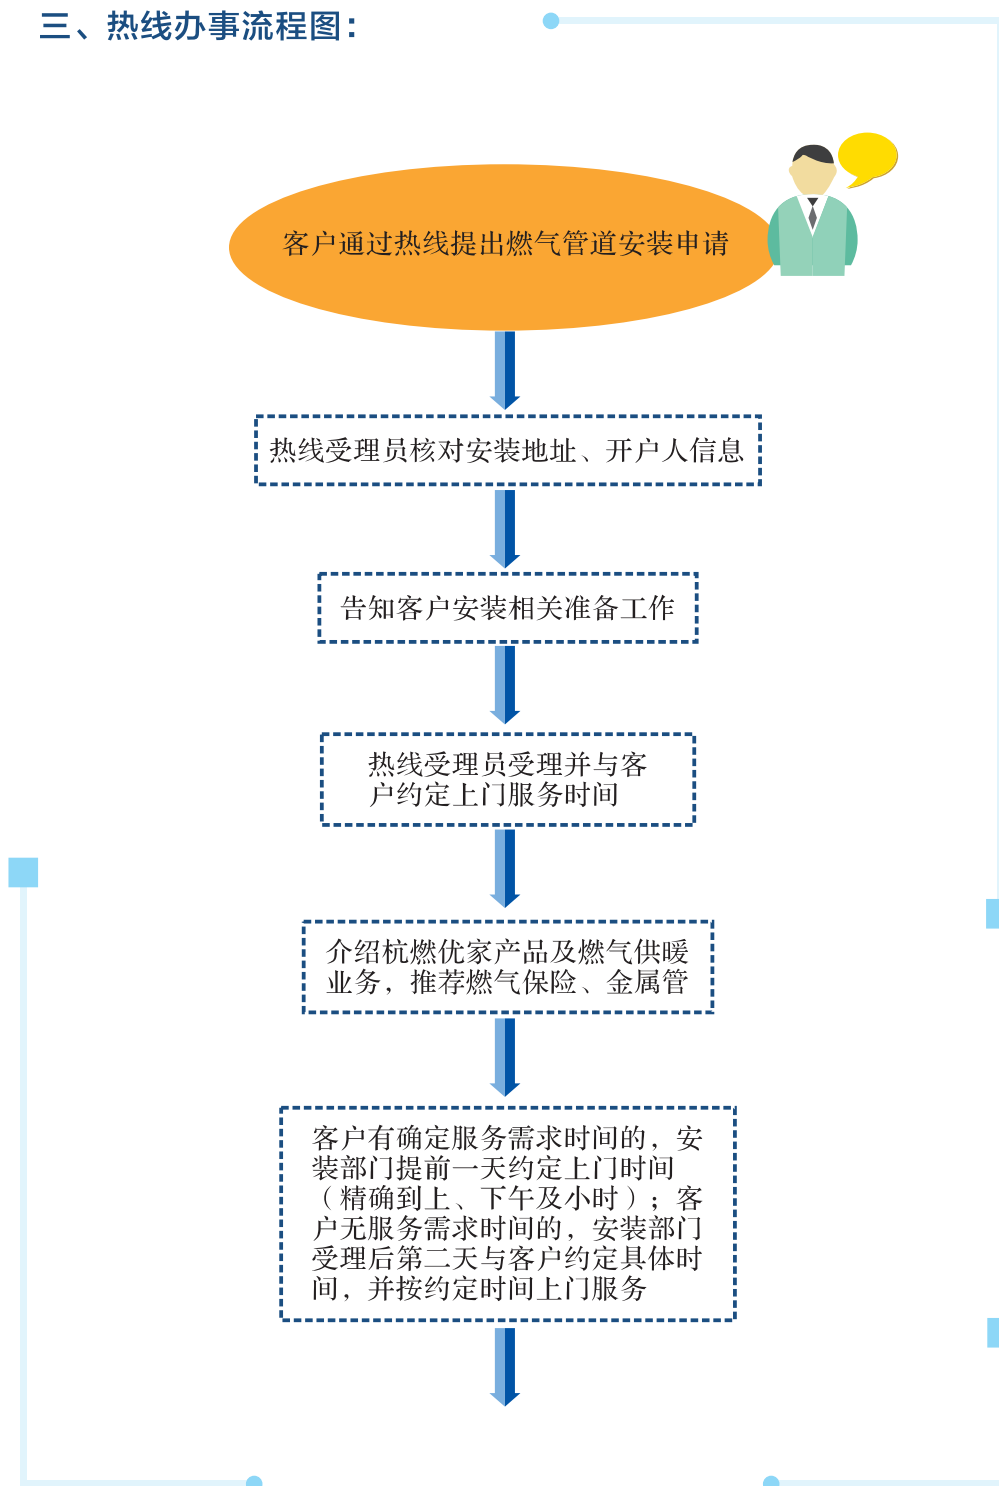 三、热线办事流程图：
客户通过热线提出燃气管道安装申请
热线受理员核对安装地址、开户人信息
告知客户安装相关准备工作
热线受理员受理并与客
户约定上门服务时间
介绍杭燃优家产品及燃气供暖
业务，推荐燃气保险、金属管
客户有确定服务需求时间的，安
装部门提前一天约定上门时间
（精确到上、下午及小时）；客
户无服务需求时间的，安装部门
受理后第二天与客户约定具体时
间，并按约定时间上门服务